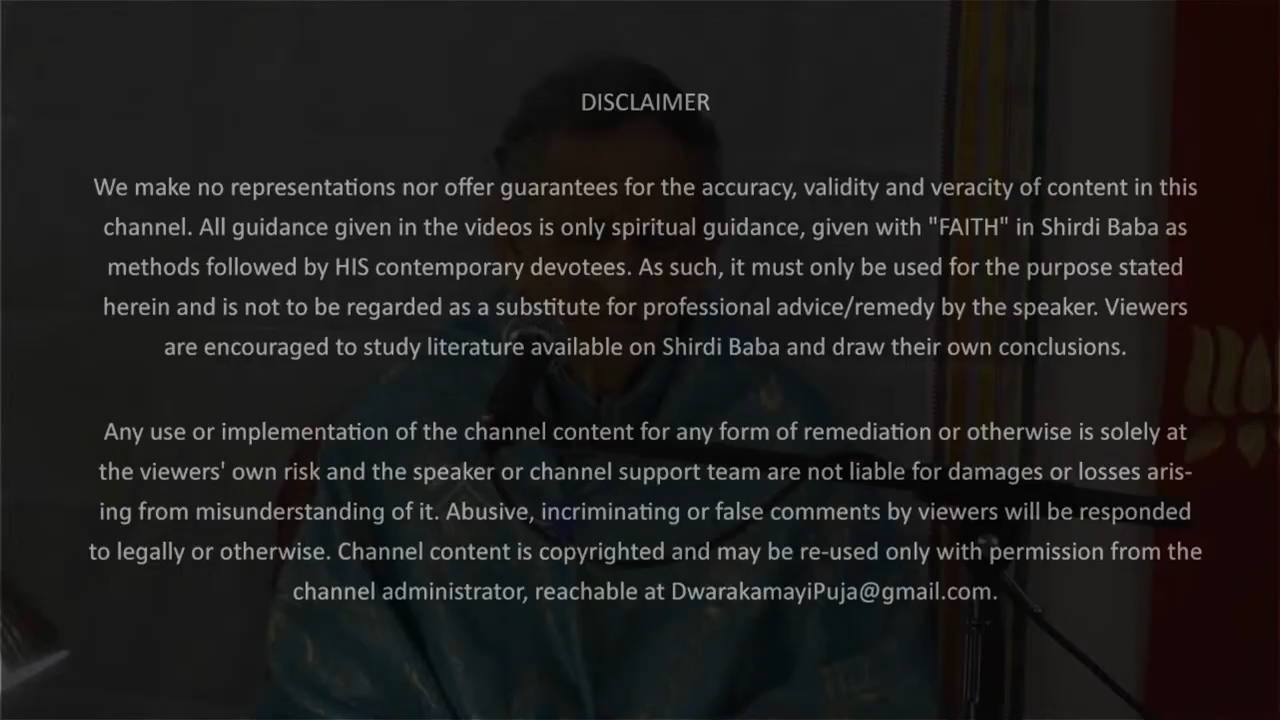 DISCLAIMER
We make no representations nor offer guarantees for the accuracy, validity and veracity of content in this
channel. All guidance given in the videos is only spiritual guidance, given with "FAITH" in Shirdi Baba as
methods followed by HIS contemporary devotees. As such, it must only be used for the purpose stated
herein and is not to be regarded as a substitute for professional advice/remedy by the speaker. Viewers
are encouraged to study literature available on Shirdi Baba and draw their own conclusions.
Any use or implementation of the channel content for any form of remediation or otherwise is solely at
the viewers' own risk and the speaker or channel support team are not liable for damages or losses aris-
ing from misunderstanding of it. Abusive, incriminating or false comments by viewers will be responded
to legally or otherwise. Channel content is copyrighted and may be re-used only with permission from the
channel administrator, reachable at DwarakamayiPuja@gmail.com.